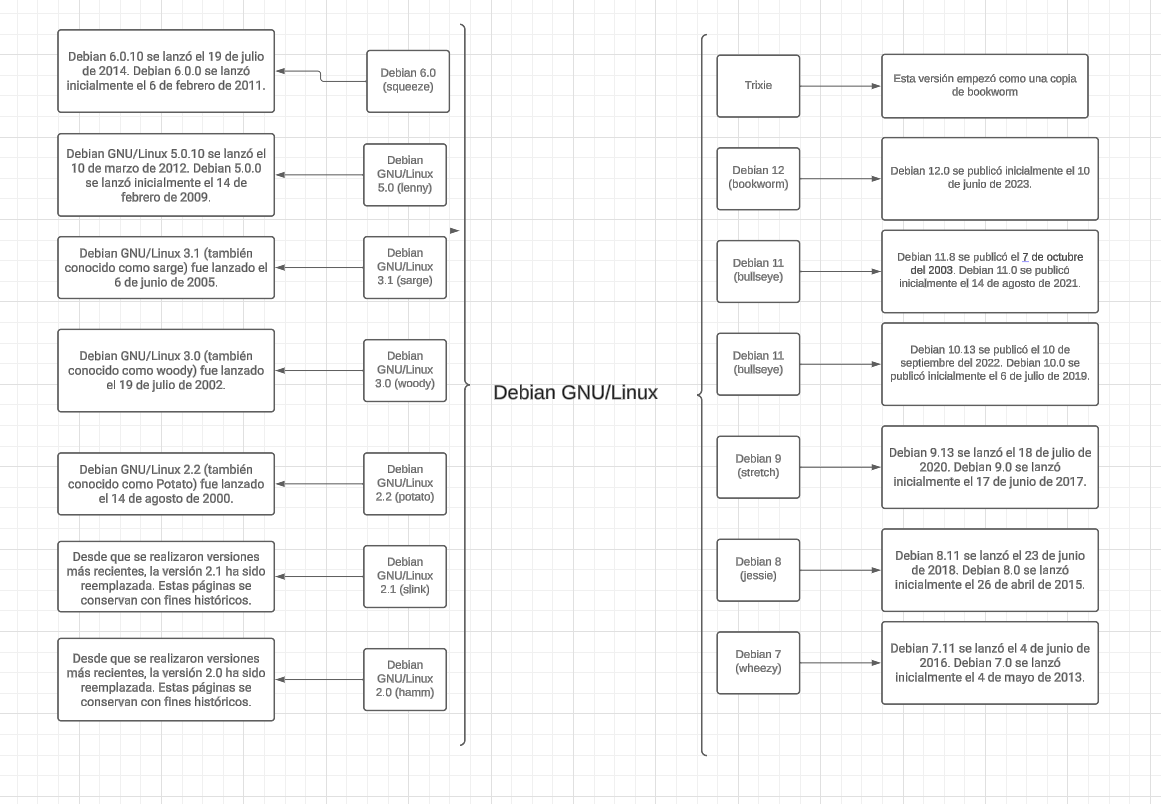 Debian 6.0.10 se lanzó el 19 de julio
de 2014. Debian 6.0.0 se lanzó
inicialmente el 6 de febrero de 2011.
Debian 6.0
(squeeze)
Debian GNU/Linux 5.0.10 se lanzó el
10 de marzo de 2012. Debian 5.0.0
se lanzó inicialmente el 14 de
febrero de 2009.
Debian
GNU/Linux
5.0 (lenny)
Debian GNU/Linux 3.1 (también
conocido como sarge) fue lanzado el
6 de junio de 2005.
Debian
GNU/Linux
3.1 (sarge)
Debian GNU/Linux 3.0 (también
conocido como woody) fue lanzado
el 19 de julio de 2002.
Debian
GNU/Linux
3.0 (woody)
Debian GNU/Linux 2.2 (también
conocido como Potato) fue lanzado
el 14 de agosto de 2000.
Debian
GNU/Linux
2.2 (potato)
Desde que se realizaron versiones
más recientes, la versión 2.1 ha sido
reemplazada. Estas páginas se
conservan con fines históricos.
Debian
GNU/Linux
2.1 (slink)
Desde que se realizaron versiones
más recientes, la versión 2.0 ha sido
reemplazada. Estas páginas se
conservan con fines históricos.
Debian
GNU/Linux
2.0 (hamm)
Debian GNU/Linux
Trixie
Esta versión empezó como una copia
de bookworm
Debian 12
(bookworm)
Debian 12.0 se publicó inicialmente el 10
de junio de 2023.
Debian 11
(bullseye)
Debian 11.8 se publicó el 7 de octubre
del 2003. Debian 11.0 se publicó
inicialmente el 14 de agosto de 2021.
Debian 11
(bullseye)
Debian 10.13 se publicó el 10 de
septiembre del 2022. Debian 10.0 se
publicó inicialmente el 6 de julio de 2019.
Debian 9
(stretch)
Debian 9.13 se lanzó el 18 de julio de
2020. Debian 9.0 se lanzó
inicialmente el 17 de junio de 2017.
Debian 8
(jessie)
Debian 8.11 se lanzó el 23 de junio
de 2018. Debian 8.0 se lanzó
inicialmente el 26 de abril de 2015.
Debian 7
(wheezy)
Debian 7.11 se lanzó el 4 de junio de
2016. Debian 7.0 se lanzó
inicialmente el 4 de mayo de 2013.